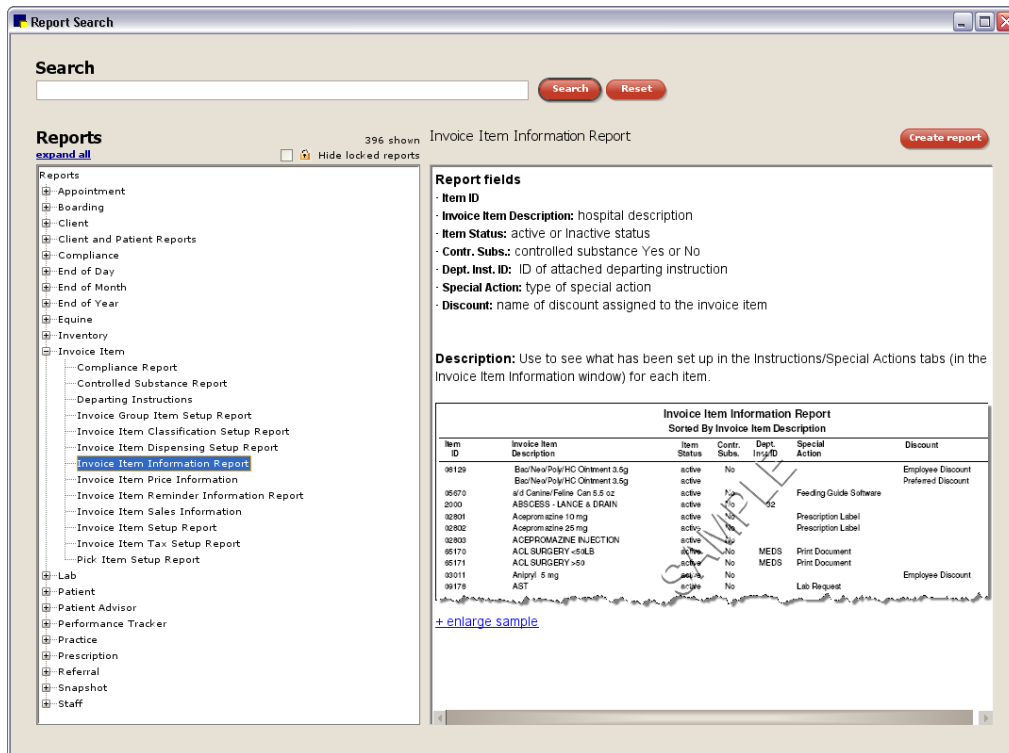 Report Search
Search
Search
Reset
Reports
396 shown
expand all
Hide locked reports
Reports
Appointment
Boarding
Client
Client and Patient Reports
Compliance
End of Day
End of Month
End of Year
Equine
Inventory
Invoice Item
Compliance Report
Controlled Substance Report
Departing Instructions
Invoice Group Item Setup Report
Invoice Item Classification Setup Report
Invoice Item Dispensing Setup Report
Invoice Item Information Report
Invoice Item Price Information
Invoice Item Reminder Information Report
Invoice Item Sales Information
Invoice Item Setup Report
Invoice Item Tax Setup Report
Pick Item Setup Report
Lab
Patient
Patient Advisor
Performance Tracker
Practice
Prescription
Referral
Snapshot
Staff
Invoice Item Information Report
Create report
Report fields
· Item ID
· Invoice Item Description: hospital description
· Item Status: active or Inactive status
· Contr. Subs.: controlled substance Yes or No
· Dept. Inst. ID: ID of attached departing instruction
· Special Action: type of special action
· Discount: name of discount assigned to the invoice item
Description: Use to see what has been set up in the Instructions/Special Actions tabs (in the
Invoice Item Information window) for each item.
Invoice Item Information Report
Sorted By Invoice Item Description
Item Invoice Item Item Contr. Dept. Special Discount
ID Description Status Subs. Inst/ID Action
08129 Bac/Neo/Poly/HC Ointment 3.5g active No Employee Discount
Bac/Neo/Poly/HC Ointment 3.5g active Preferred Discount
05670 a/d Canine/Feline Can 5.5 oz active No Feeding Guide Software
2000 ABSCESS - LANCE & DRAIN active No 32
02801 Acepromazine 10 mg active No Prescription Label
02802 Acepromazine 25 mg active No Prescription Label
02803 ACEPROMAZINE INJECTION active No
65170 ACL SURGERY <50LB active No MEDS Print Document
65171 ACL SURGERY >50 active No MEDS Print Document
03011 Anipryl 5 mg active No Employee Discount
09178 AST active No Lab Request
SAMPLE
+ enlarge sample